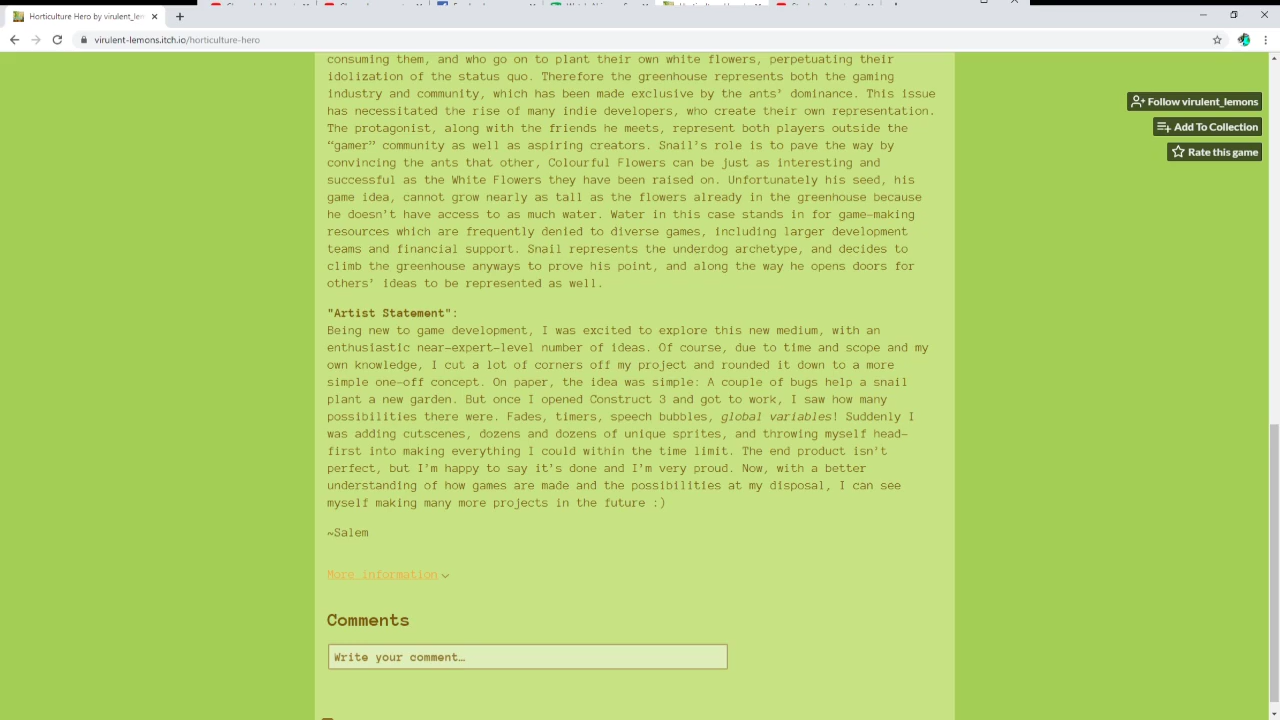 Horticulture Hero by virulent_len
virulent-lemons.itch.io/horticulture-hero
Follow virulent_lemons
Add To Collection
Rate this game
consuming them, and who go on to plant their own white flowers, perpetuating their
idolization of the status quo. Therefore the greenhouse represents both the gaming
industry and community, which has been made exclusive by the ants’ dominance. This issue
has necessitated the rise of many indie developers, who create their own representation.
The protagonist, along with the friends he meets, represent both players outside the
“gamer” community as well as aspiring creators. Snail’s role is to pave the way by
convincing the ants that other, Colourful Flowers can be just as interesting and
successful as the White Flowers they have been raised on. Unfortunately his seed, his
game idea, cannot grow nearly as tall as the flowers already in the greenhouse because
he doesn’t have access to as much water. Water in this case stands in for game-making
resources which are frequently denied to diverse games, including larger development
teams and financial support. Snail represents the underdog archetype, and decides to
climb the greenhouse anyways to prove his point, and along the way he opens doors for
others’ ideas to be represented as well.
"Artist Statement":
Being new to game development, I was excited to explore this new medium, with an
enthusiastic near-expert-level number of ideas. Of course, due to time and scope and my
own knowledge, I cut a lot of corners off my project and rounded it down to a more
simple one-off concept. On paper, the idea was simple: A couple of bugs help a snail
plant a new garden. But once I opened Construct 3 and got to work, I saw how many
possibilities there were. Fades, timers, speech bubbles, global variables! Suddenly I
was adding cutscenes, dozens and dozens of unique sprites, and throwing myself head-
first into making everything I could within the time limit. The end product isn’t
perfect, but I’m happy to say it’s done and I’m very proud. Now, with a better
understanding of how games are made and the possibilities at my disposal, I can see
myself making many more projects in the future :)
~Salem
More information
Comments
Write your comment…